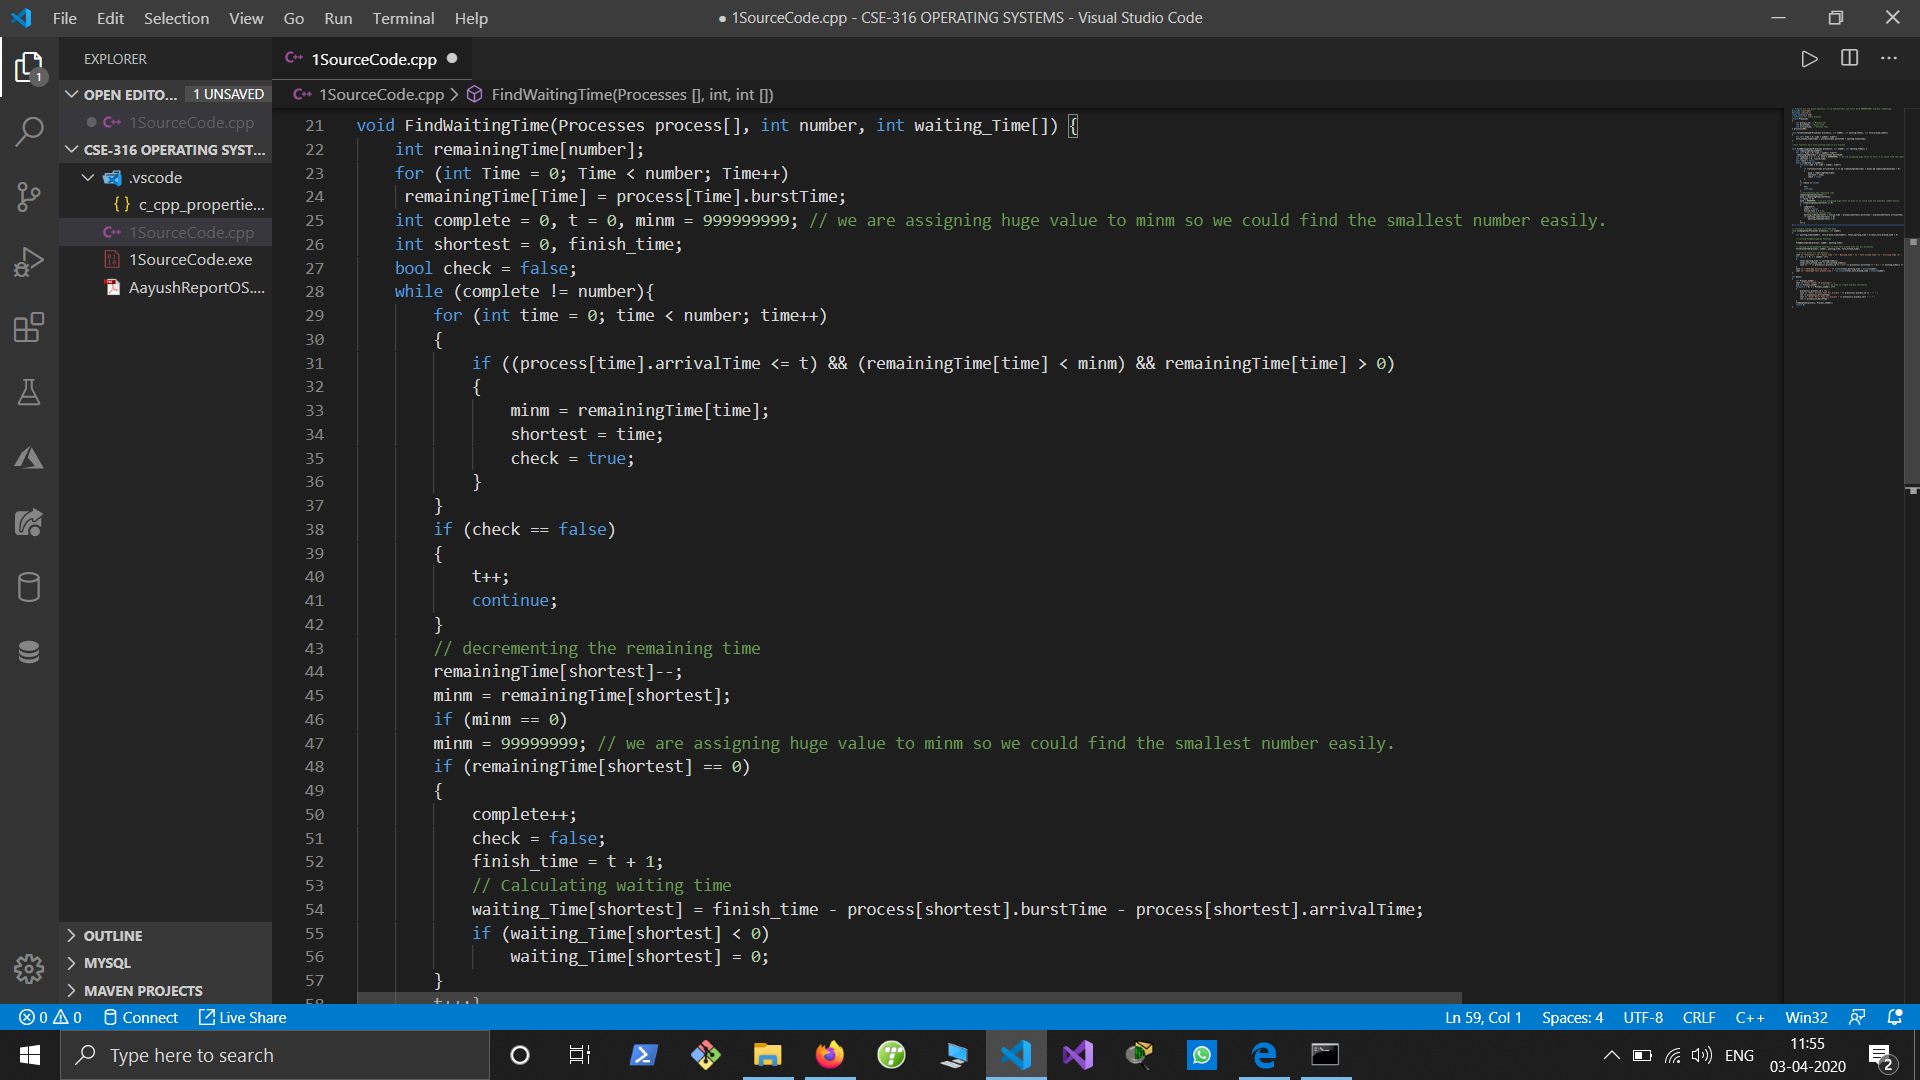 File Edit Selection View Go Run Terminal Help
● 1SourceCode.cpp - CSE-316 OPERATING SYSTEMS - Visual Studio Code
EXPLORER
1
OPEN EDITO... 1 UNSAVED
● C++ 1SourceCode.cpp
CSE-316 OPERATING SYST...
.vscode
{} c_cpp_propertie...
C++ 1SourceCode.cpp
1SourceCode.exe
AayushReportOS....
OUTLINE
MYSQL
MAVEN PROJECTS
C++ 1SourceCode.cpp ●
C++ 1SourceCode.cpp > FindWaitingTime(Processes [], int, int [])
21 void FindWaitingTime(Processes process[], int number, int waiting_Time[]) {
22 int remainingTime[number];
23 for (int Time = 0; Time < number; Time++)
24 remainingTime[Time] = process[Time].burstTime;
25 int complete = 0, t = 0, minm = 999999999; // we are assigning huge value to minm so we could find the smallest number easily.
26 int shortest = 0, finish_time;
27 bool check = false;
28 while (complete != number){
29 for (int time = 0; time < number; time++)
30 {
31 if ((process[time].arrivalTime <= t) && (remainingTime[time] < minm) && remainingTime[time] > 0)
32 {
33 minm = remainingTime[time];
34 shortest = time;
35 check = true;
36 }
37 }
38 if (check == false)
39 {
40 t++;
41 continue;
42 }
43 // decrementing the remaining time
44 remainingTime[shortest]--;
45 minm = remainingTime[shortest];
46 if (minm == 0)
47 minm = 99999999; // we are assigning huge value to minm so we could find the smallest number easily.
48 if (remainingTime[shortest] == 0)
49 {
50 complete++;
51 check = false;
52 finish_time = t + 1;
53 // Calculating waiting time
54 waiting_Time[shortest] = finish_time - process[shortest].burstTime - process[shortest].arrivalTime;
55 if (waiting_Time[shortest] < 0)
56 waiting_Time[shortest] = 0;
57 }
58 t++;}
0 0 Connect Live Share Ln 59, Col 1 Spaces: 4 UTF-8 CRLF C++ Win32
Type here to search
ENG
11:55
03-04-2020
2